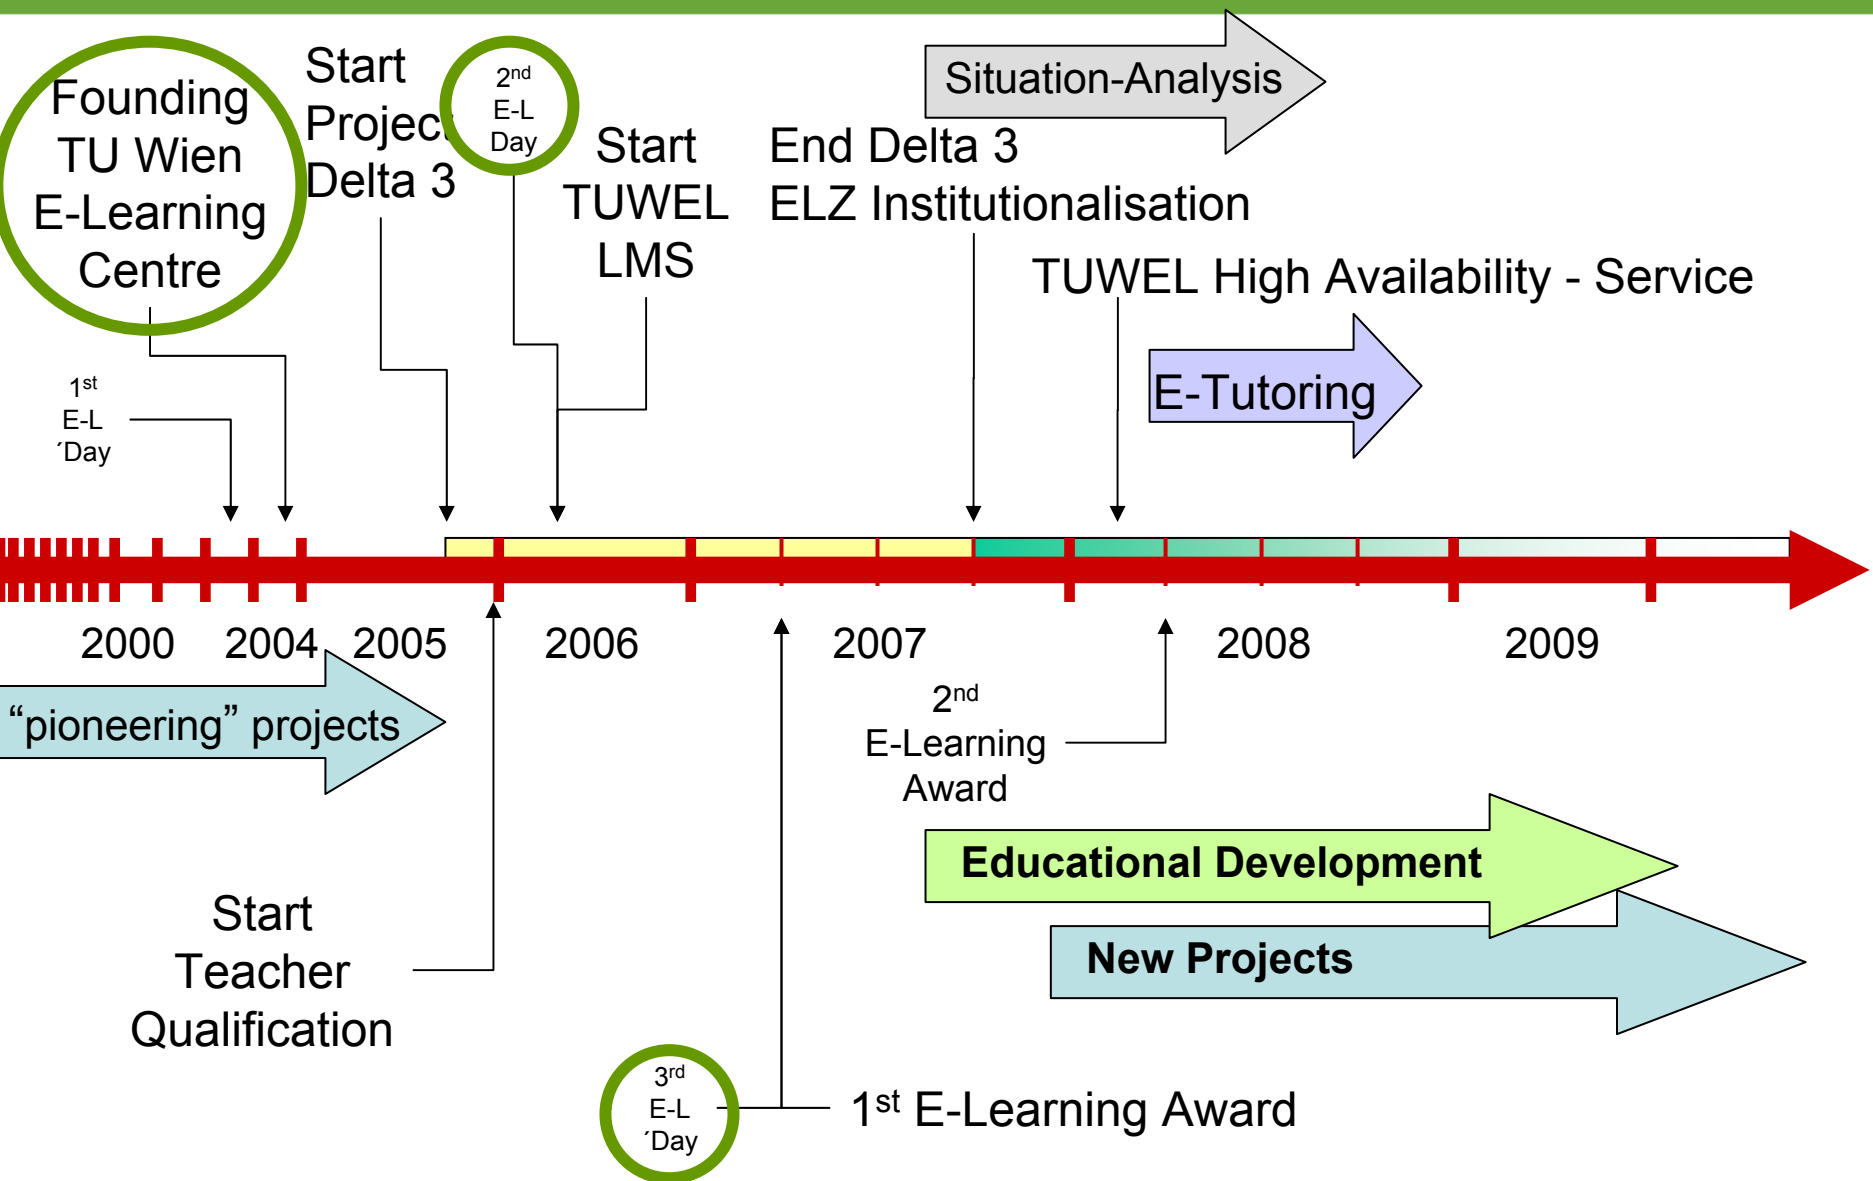 Founding
TU Wien
E-Learning
Centre
Start
Project
Delta 3
2nd
E-L
Day
Start
TUWEL
LMS
Situation-Analysis
End Delta 3
ELZ Institutionalisation
TUWEL High Availability - Service
E-Tutoring
1st
E-L
´Day
2000 2004 2005 2006 2007 2008 2009
“pioneering” projects
2nd
E-Learning
Award
Educational Development
New Projects
Start
Teacher
Qualification
3rd
E-L
´Day
1st E-Learning Award